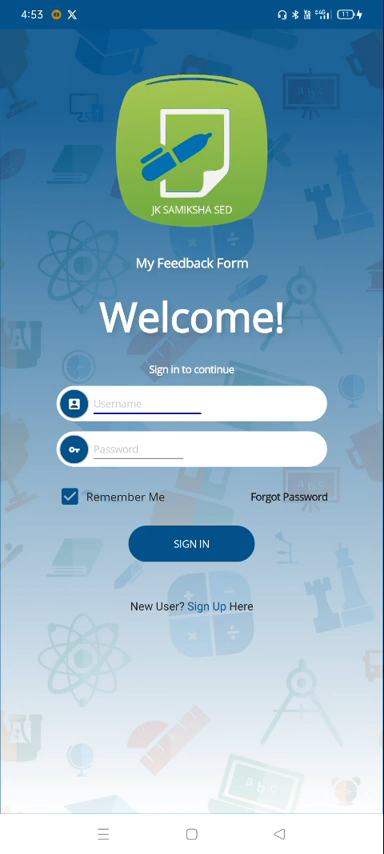 4:53
11
JK SAMIKSHA SED
My Feedback Form
Welcome!
Sign in to continue
Username
Password
Remember Me Forgot Password
SIGN IN
New User? Sign Up Here